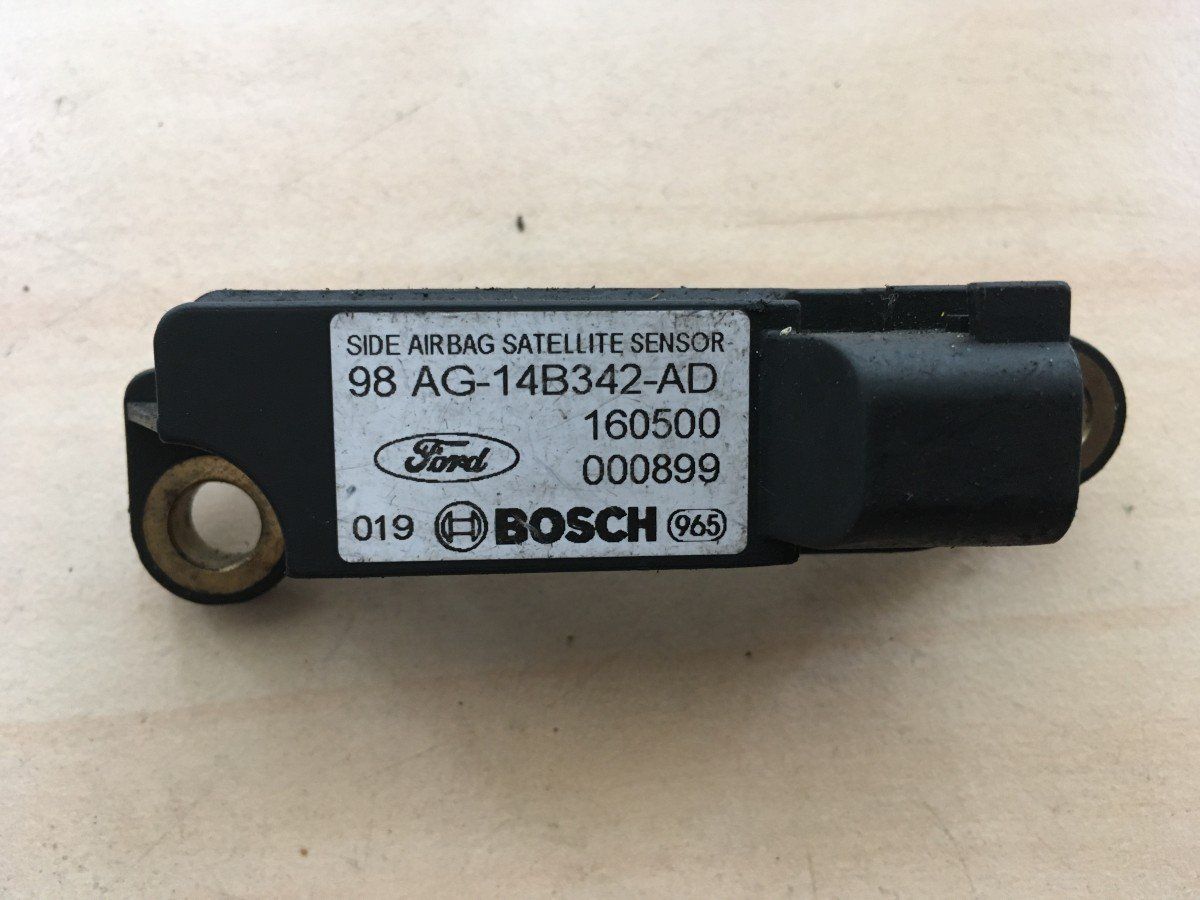 SIDE AIRBAG SATELLITE SENSOR
98 AG-14B342-AD
160500
Ford 000899
019 BOSCH 965